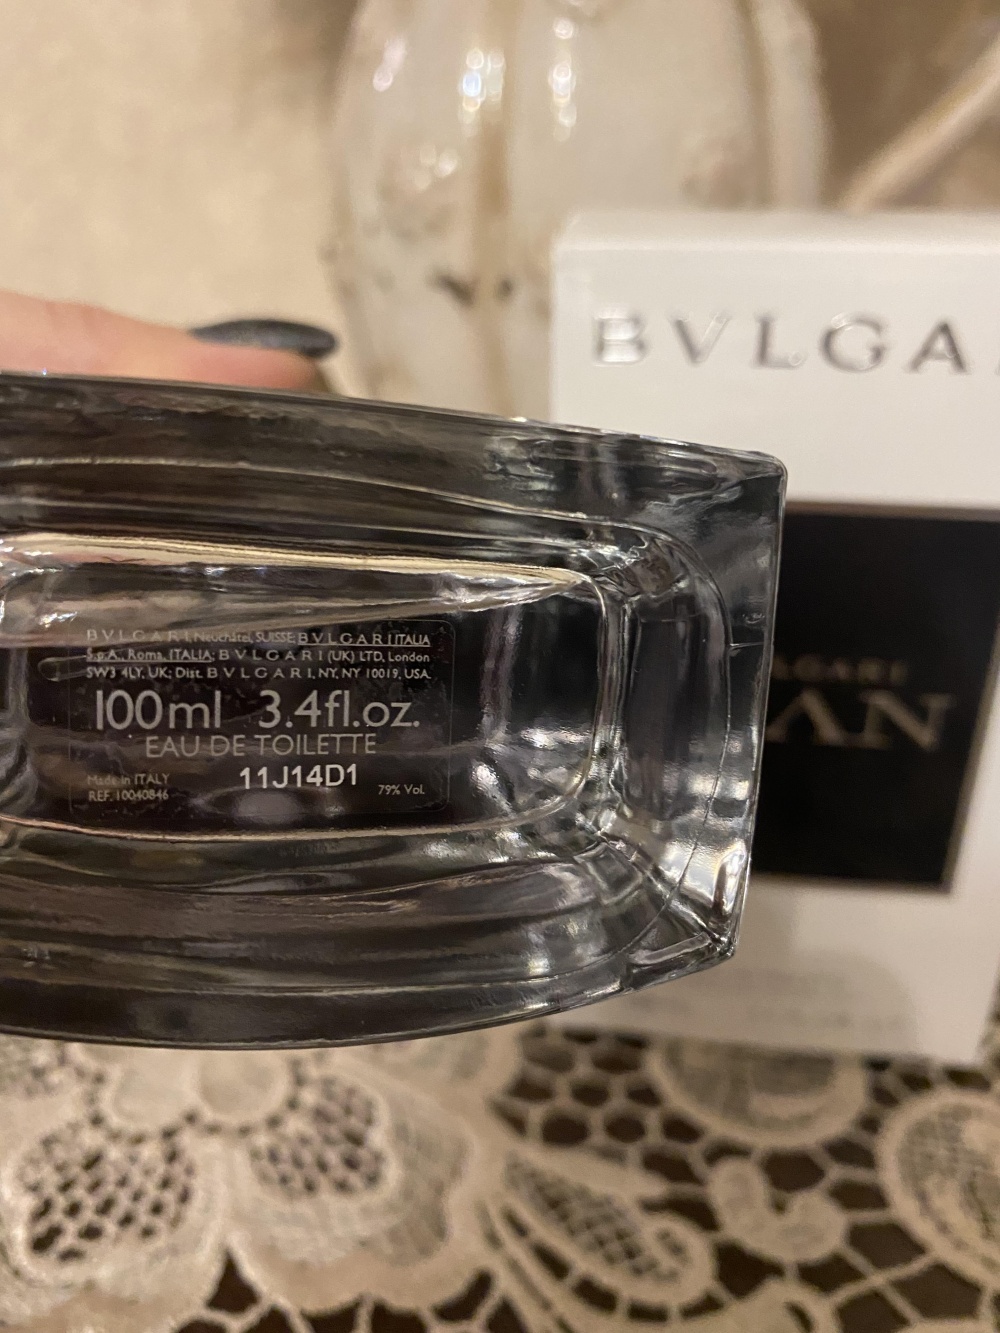 BVLGA
BVLGARI Neuchâtel, SUISSE BVLGARI ITALIA
S.p.A., Roma, ITALIA; BVLGARI (UK) LTD, London
SW3 4LY, UK; Dist. BVLGARI, NY, NY 10019, USA
100ml 3.4fl.oz.
EAU DE TOILETTE
Made in ITALY
11J14D1
REF. 10040846
79% Vol.
LGARI
AN